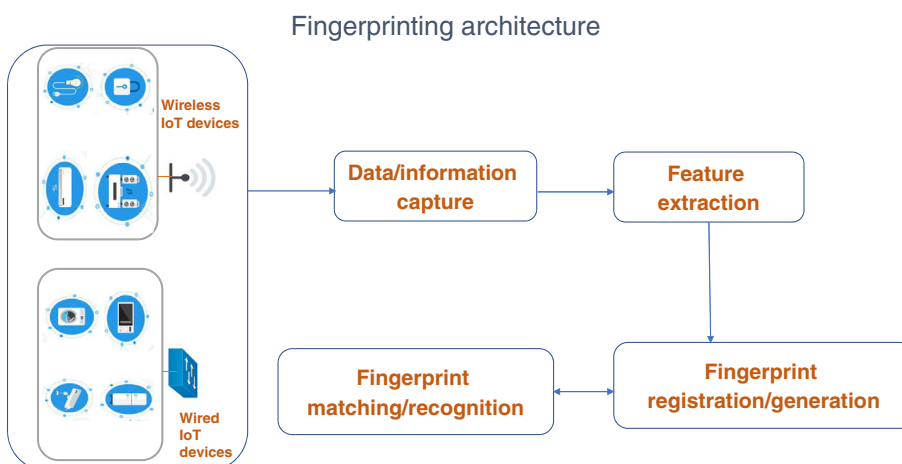 Fingerprinting architecture
Wireless
IoT devices
Data/information
capture
Feature
extraction
Wired
IoT
devices
Fingerprint
matching/recognition
Fingerprint
registration/generation